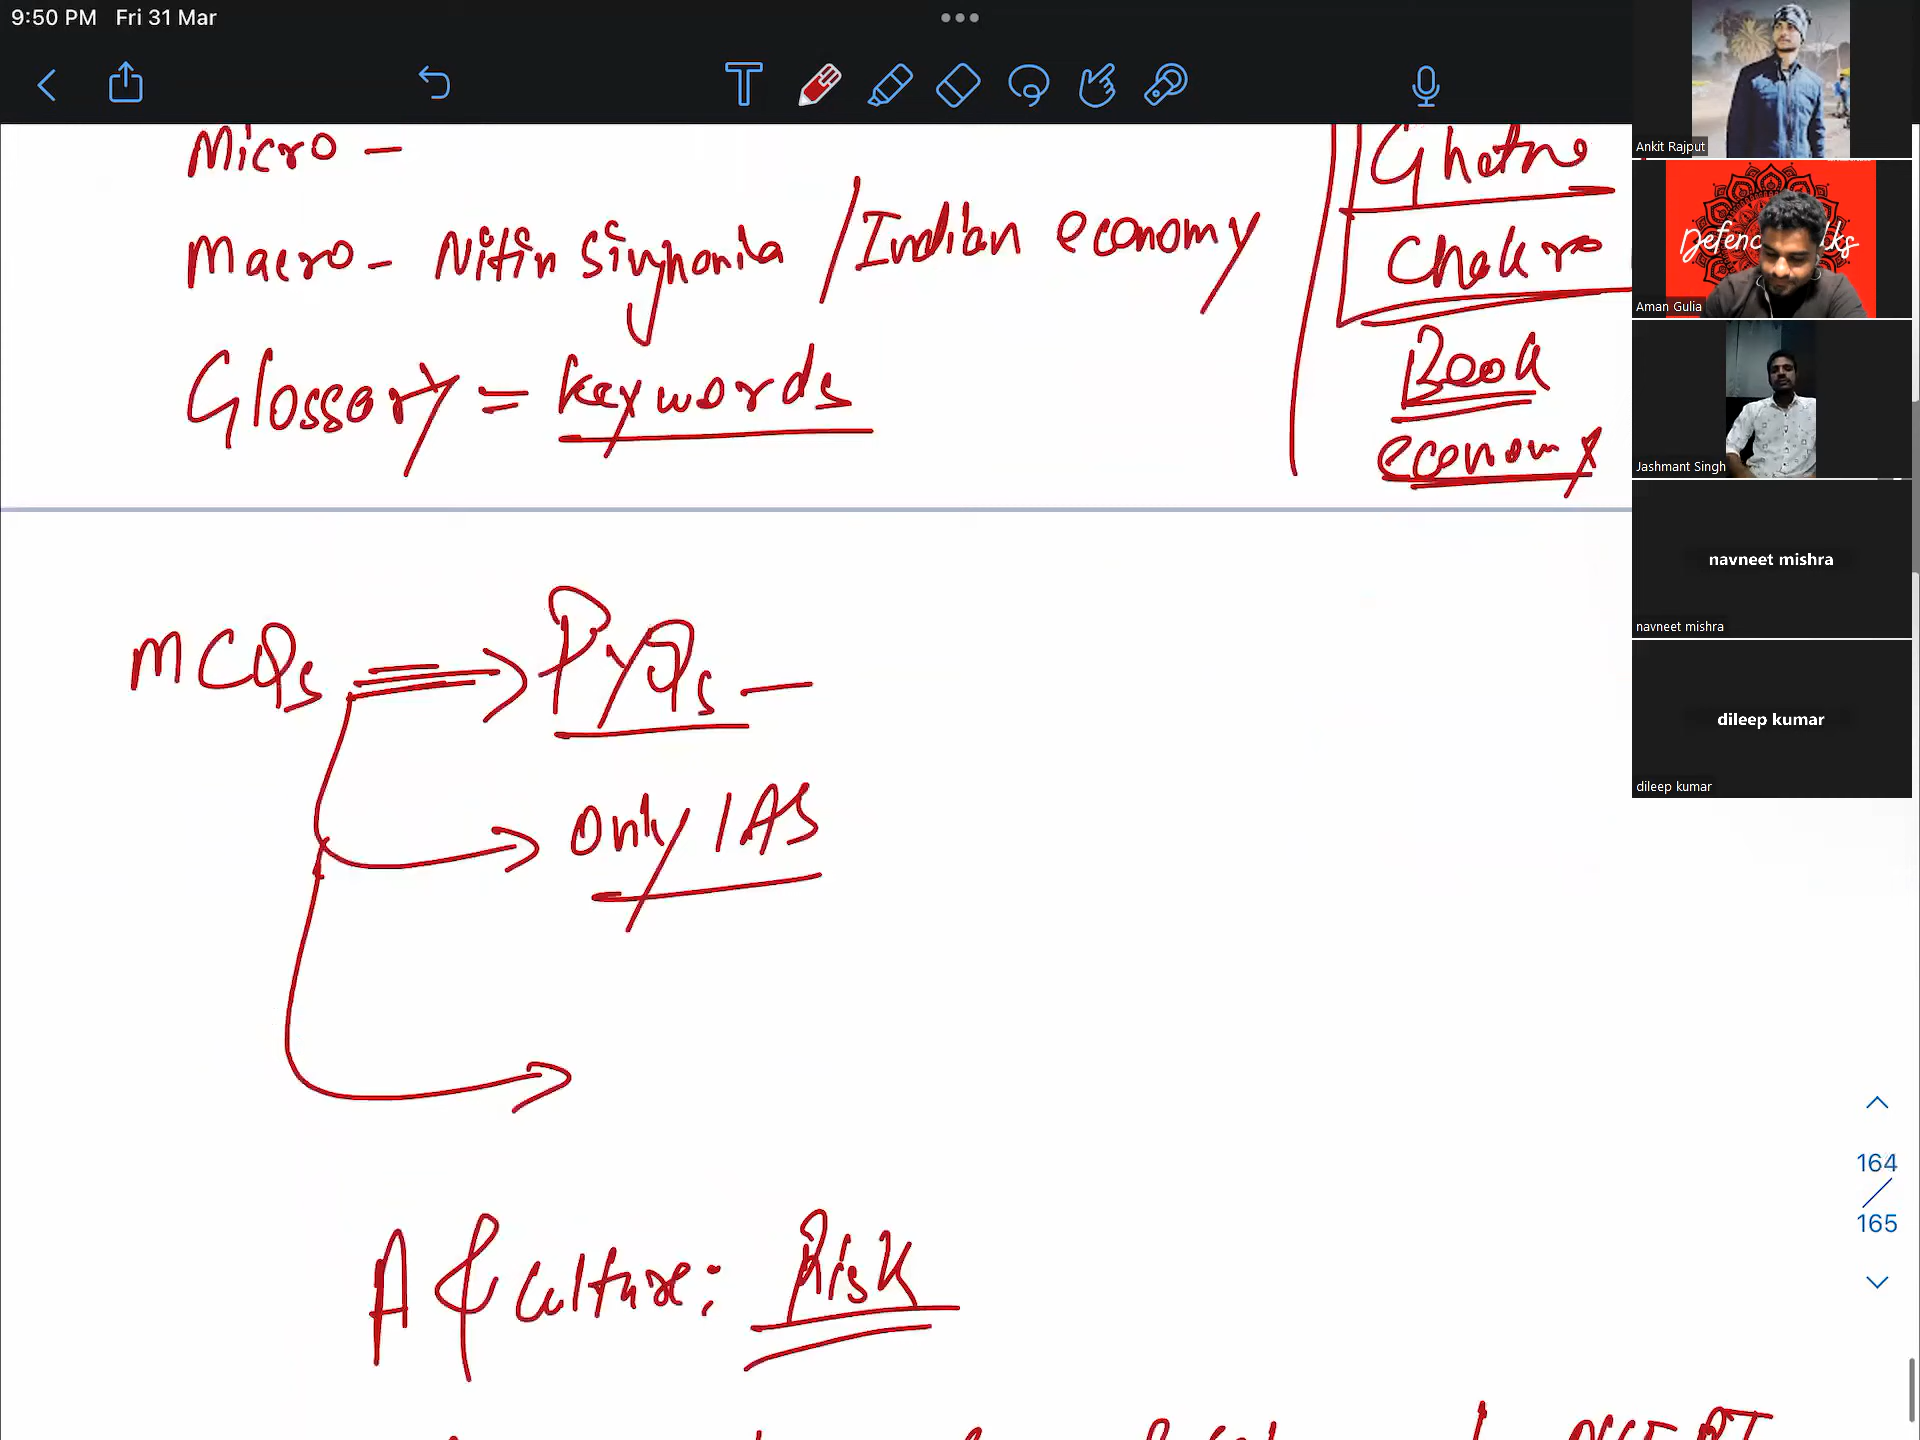 9:50 PM Fri 31 Mar
Micro -
Macro - Nitin Singhania / Indian economy
Glossary = keywords
Ghatna
Chakra
Book
economy
MCQs => PYQs -
Only IAS
A & Culture: Risk
164
/
165
Ankit Rajput
Aman Gulia
Jashmant Singh
navneet mishra
navneet mishra
dileep kumar
dileep kumar